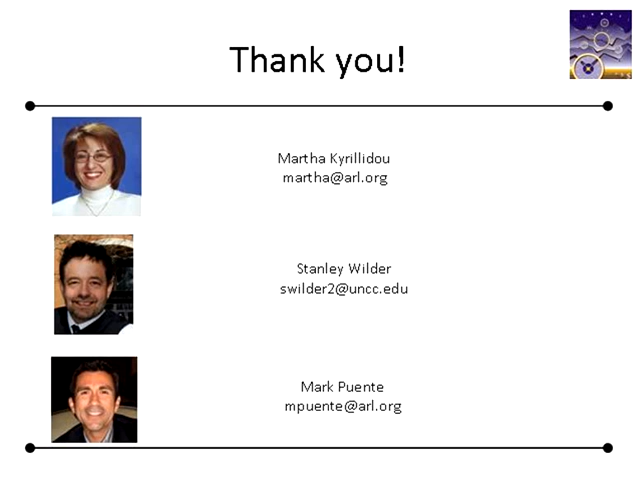 Thank you!
Martha Kyrillidou
martha@arl.org
Stanley Wilder
swilder2@uncc.edu
Mark Puente
mpuente@arl.org